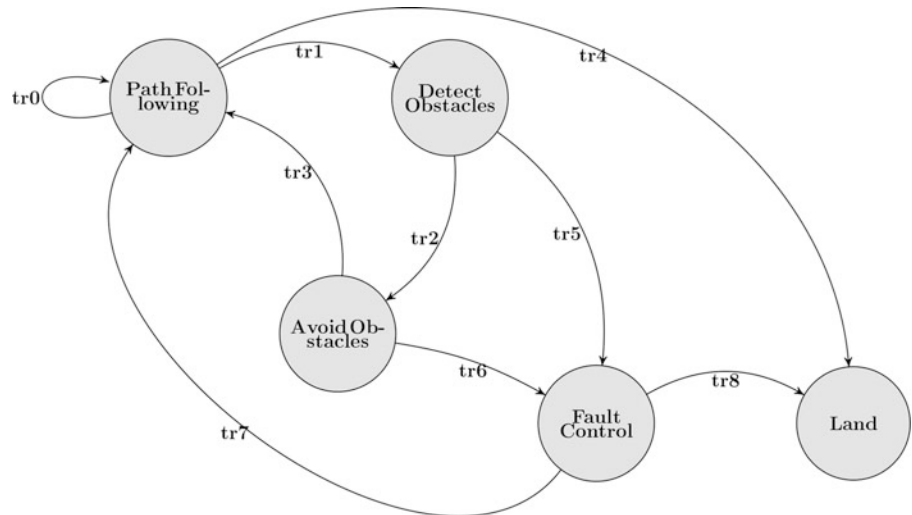 tr4
tr1
Path Fol-
lowing
Detect
Obstacles
tr0
tr3
tr2
tr5
Avoid Ob-
stacles
tr6
tr8
Fault
Control
Land
tr7